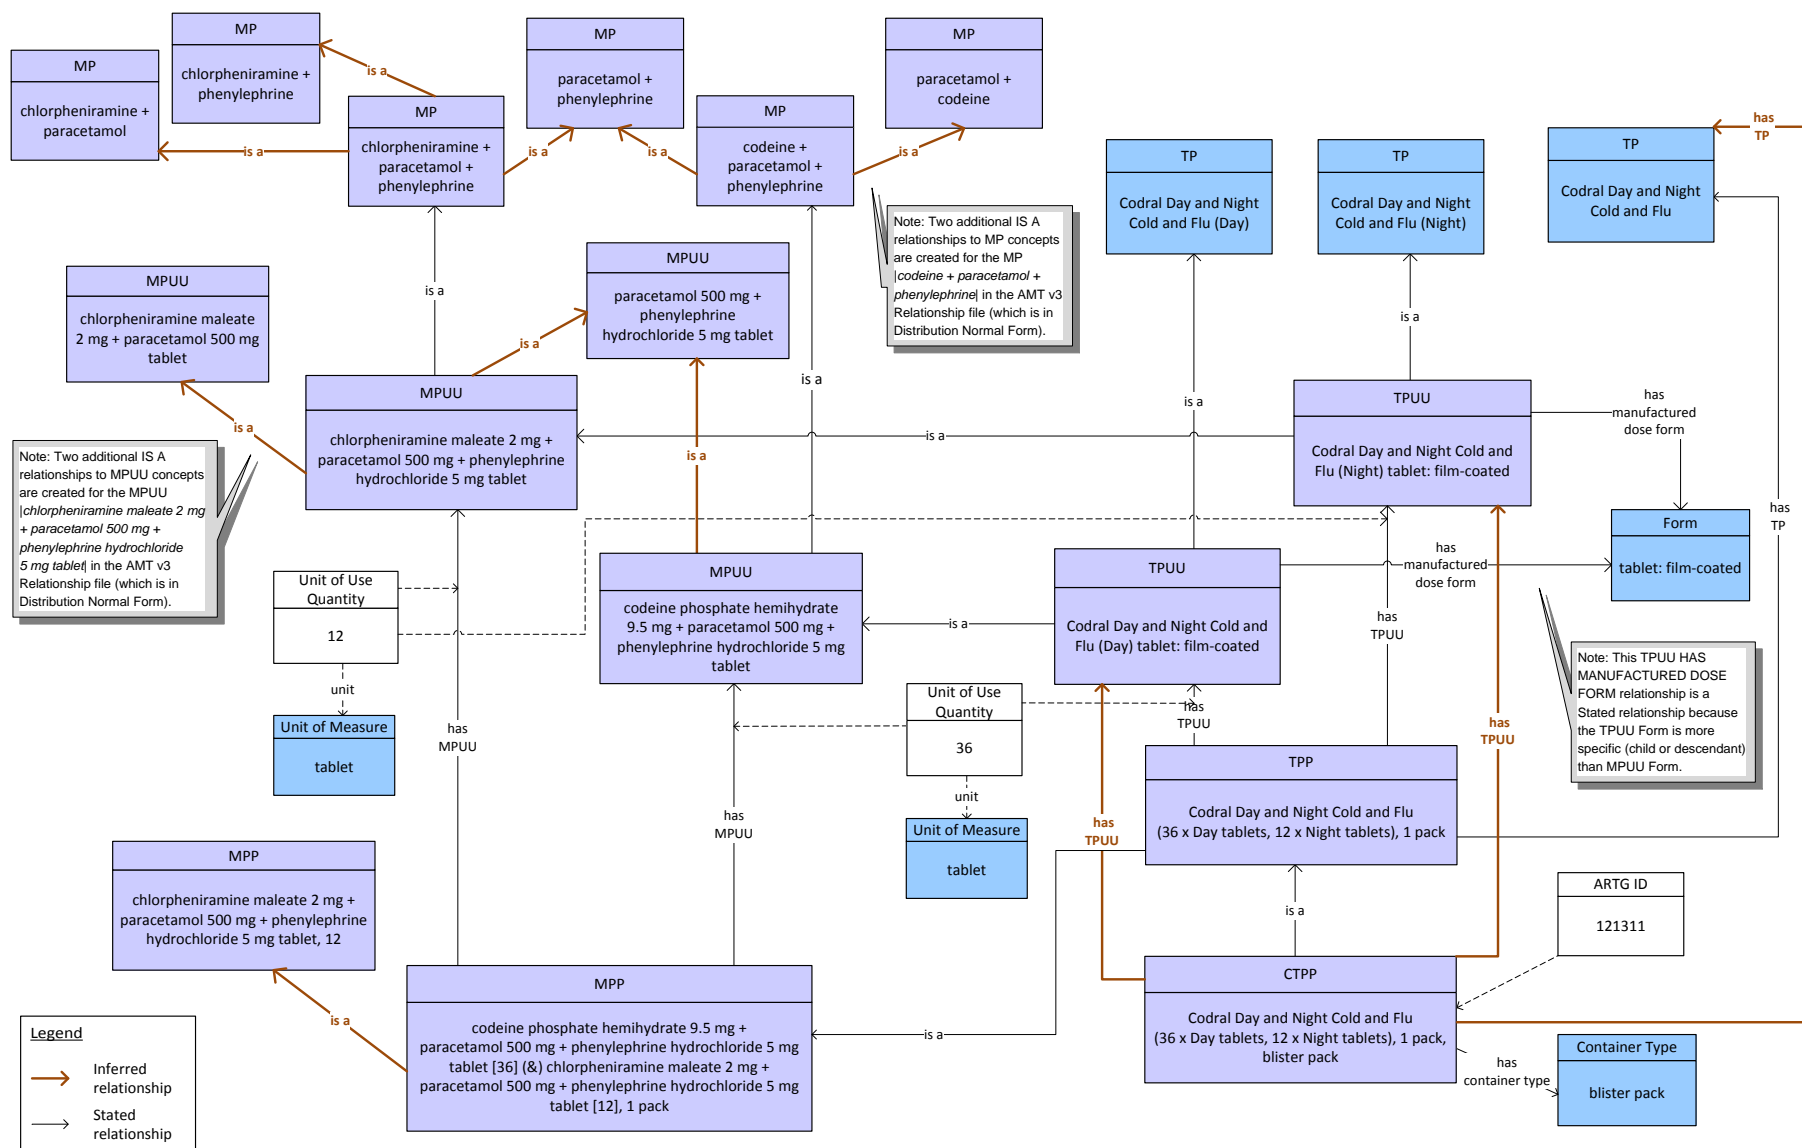 MP
chlorpheniramine +
paracetamol
MP
chlorpheniramine +
phenylephrine
is a
is a
MP
chlorpheniramine +
paracetamol +
phenylephrine
MP
paracetamol +
phenylephrine
is a
is a
MP
codeine +
paracetamol +
phenylephrine
MP
paracetamol +
codeine
is a
Note: Two additional IS A
relationships to MP concepts
are created for the MP
|codeine + paracetamol +
phenylephrine| in the AMT v3
Relationship file (which is in
Distribution Normal Form).
TP
Codral Day and Night
Cold and Flu (Day)
TP
Codral Day and Night
Cold and Flu (Night)
TP
Codral Day and Night
Cold and Flu
has
TP
MPUU
chlorpheniramine maleate
2 mg + paracetamol 500 mg
tablet
is a
MPUU
paracetamol 500 mg +
phenylephrine
hydrochloride 5 mg tablet
is a
is a
is a
is a
is a
MPUU
chlorpheniramine maleate 2 mg +
paracetamol 500 mg + phenylephrine
hydrochloride 5 mg tablet
is a
is a
TPUU
Codral Day and Night Cold and
Flu (Night) tablet: film-coated
has
manufactured
dose form
Note: Two additional IS A
relationships to MPUU concepts
are created for the MPUU
|chlorpheniramine maleate 2 mg
+ paracetamol 500 mg +
phenylephrine hydrochloride
5 mg tablet| in the AMT v3
Relationship file (which is in
Distribution Normal Form).
Form
tablet: film-coated
has
TP
Unit of Use
Quantity
12
unit
Unit of Measure
tablet
MPUU
codeine phosphate hemihydrate
9.5 mg + paracetamol 500 mg +
phenylephrine hydrochloride 5 mg
tablet
is a
TPUU
Codral Day and Night Cold and
Flu (Day) tablet: film-coated
has
manufactured
dose form
has
TPUU
Note: This TPUU HAS
MANUFACTURED DOSE
FORM relationship is a
Stated relationship because
the TPUU Form is more
specific (child or descendant)
than MPUU Form.
Unit of Use
Quantity
36
unit
Unit of Measure
tablet
has
TPUU
has
TPUU
has
MPUU
has
MPUU
has
TPUU
TPP
Codral Day and Night Cold and Flu
(36 x Day tablets, 12 x Night tablets), 1 pack
MPP
chlorpheniramine maleate 2 mg +
paracetamol 500 mg + phenylephrine
hydrochloride 5 mg tablet, 12
is a
is a
ARTG ID
121311
MPP
codeine phosphate hemihydrate 9.5 mg +
paracetamol 500 mg + phenylephrine hydrochloride 5 mg
tablet [36] (&) chlorpheniramine maleate 2 mg +
paracetamol 500 mg + phenylephrine hydrochloride 5 mg
tablet [12], 1 pack
is a
CTPP
Codral Day and Night Cold and Flu
(36 x Day tablets, 12 x Night tablets), 1 pack,
blister pack
has
container type
Container Type
blister pack
Legend
Inferred
relationship
Stated
relationship